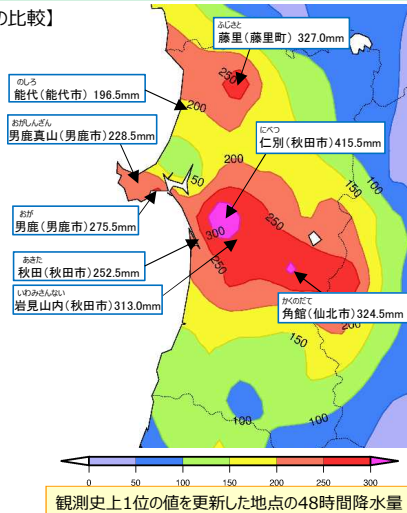 の比較】
ふじさと
藤里(藤里町) 327.0mm
250
のしろ
能代(能代市) 196.5mm
200
おがしんざん
男鹿真山(男鹿市)228.5mm
にべつ
仁別(秋田市)415.5mm
200
150
50
250
おが
男鹿(男鹿市)275.5mm
300
あきた
秋田(秋田市)252.5mm
250
いわみさんない
岩見山内(秋田市)313.0mm
かくのだて
角館(仙北市)324.5mm
200
150
100
100
0 50 100 150 200 250 300
観測史上1位の値を更新した地点の48時間降水量